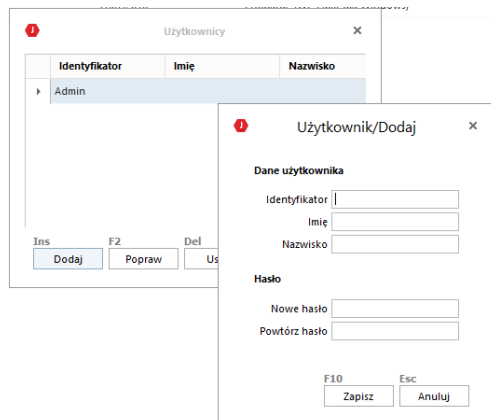 Użytkownicy
Identyfikator Imię Nazwisko
Admin
Ins F2 Del
Dodaj Popraw
Użytkownik/Dodaj
Dane użytkownika
Identyfikator
Imię
Nazwisko
Hasło
Nowe hasło
Powtórz hasło
F10 Esc
Zapisz Anuluj